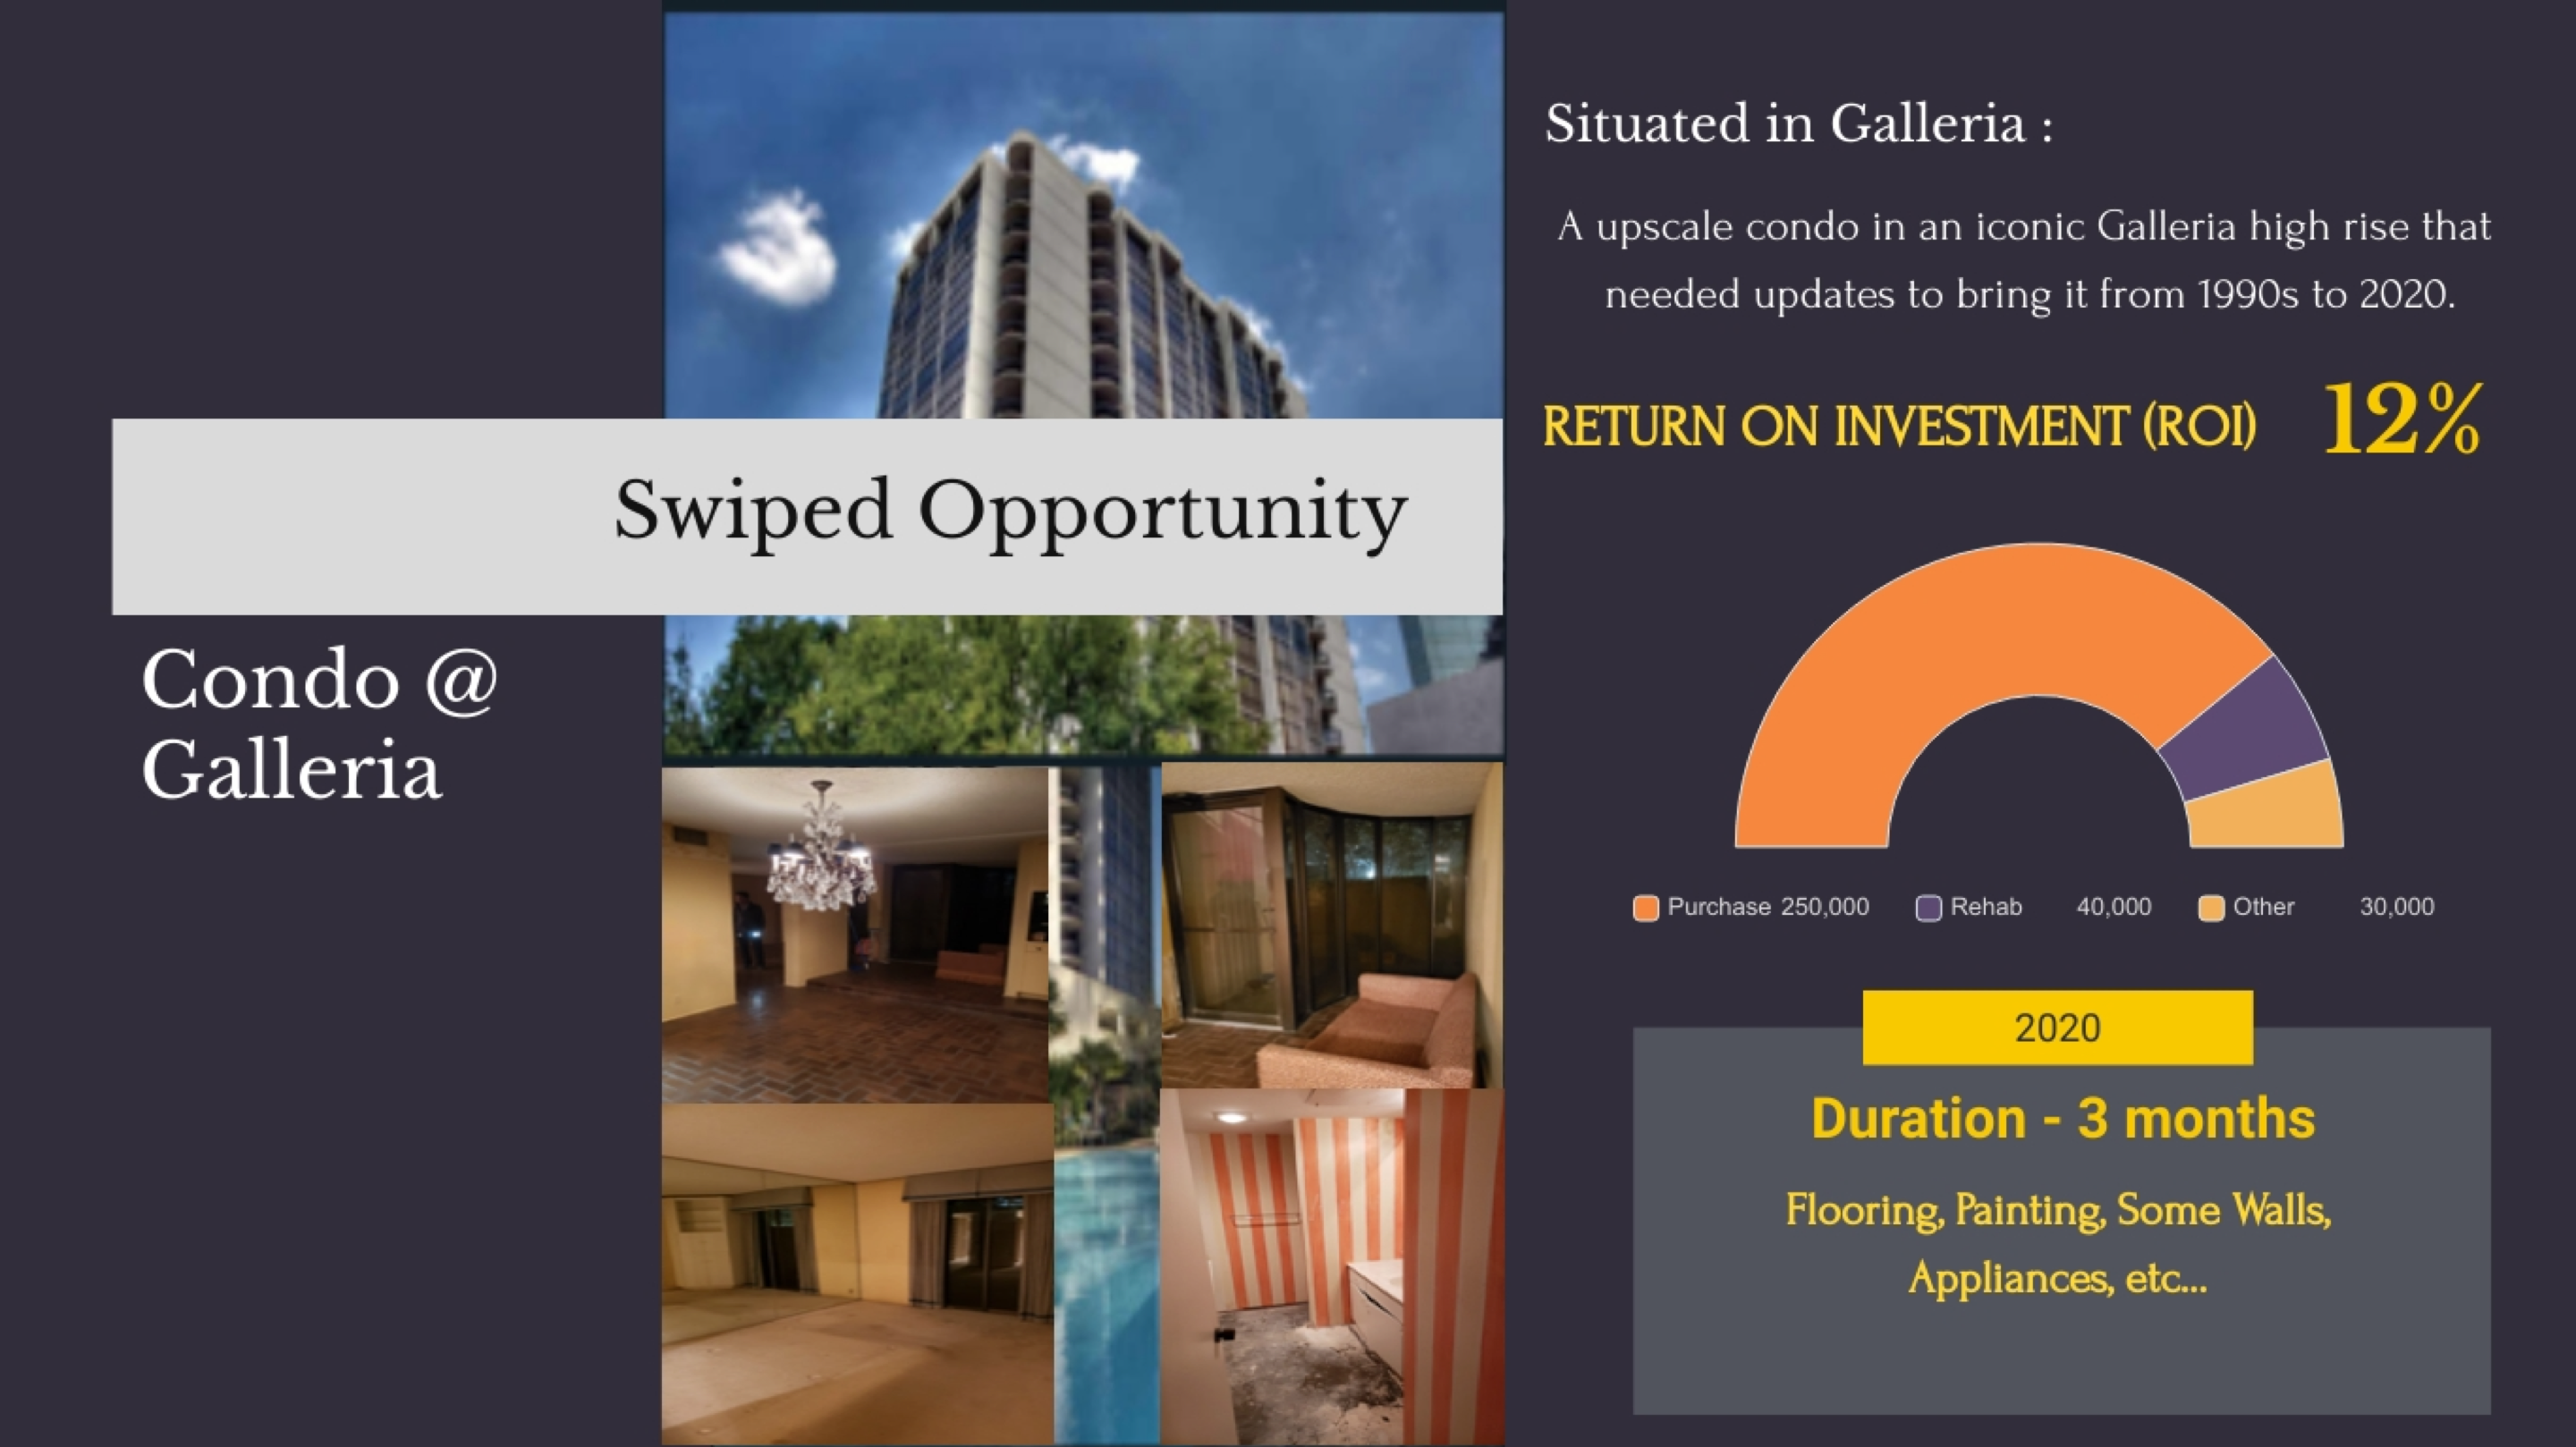 Swiped Opportunity
Condo @
Galleria
Situated in Galleria :
A upscale condo in an iconic Galleria high rise that
needed updates to bring it from 1990s to 2020.
RETURN ON INVESTMENT (ROI) 12%
Purchase 250,000 Rehab 40,000 Other 30,000
2020
Duration - 3 months
Flooring, Painting, Some Walls,
Appliances, etc...